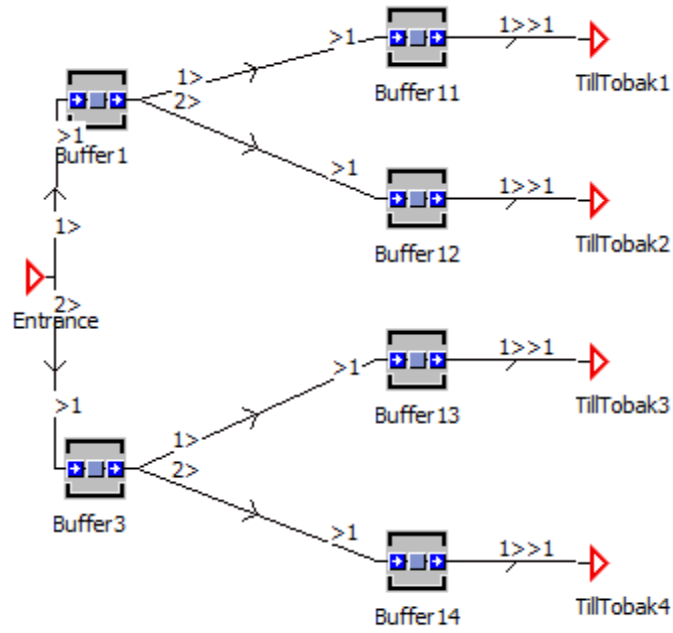 >1
1>>1
1>
2>
Buffer11
TillTobak1
>1
Buffer1
>1
1>>1
1>
Buffer12
TillTobak2
2>
Entrance
>1
1>>1
>1
Buffer13
TillTobak3
1>
2>
Buffer3
>1
1>>1
Buffer14
TillTobak4